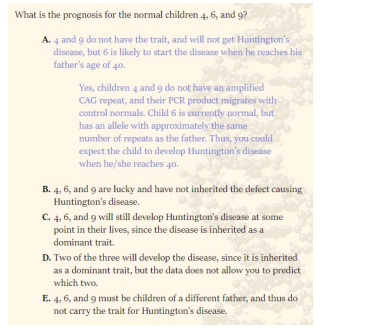 What is the prognosis for the normal children 4, 6, and 9?
A. 4 and 9 do not have the trait, and will not get Huntington's
disease, but 6 is likely to start the disease when he reaches his
father's age of 40.
Yes, children 4 and 9 do not have an amplified
CAG repeat, and their PCR product migrates with
control normals. Child 6 is currently normal, but
has an allele with approximately the same
number of repeats as the father. Thus, you could
expect the child to develop Huntington's disease
when he/she reaches 40.
B. 4, 6, and 9 are lucky and have not inherited the defect causing
Huntington's disease.
C. 4, 6, and 9 will still develop Huntington's disease at some
point in their lives, since the disease is inherited as a
dominant trait.
D. Two of the three will develop the disease, since it is inherited
as a dominant trait, but the data does not allow you to predict
which two.
E. 4, 6, and 9 must be children of a different father, and thus do
not carry the trait for Huntington's disease.